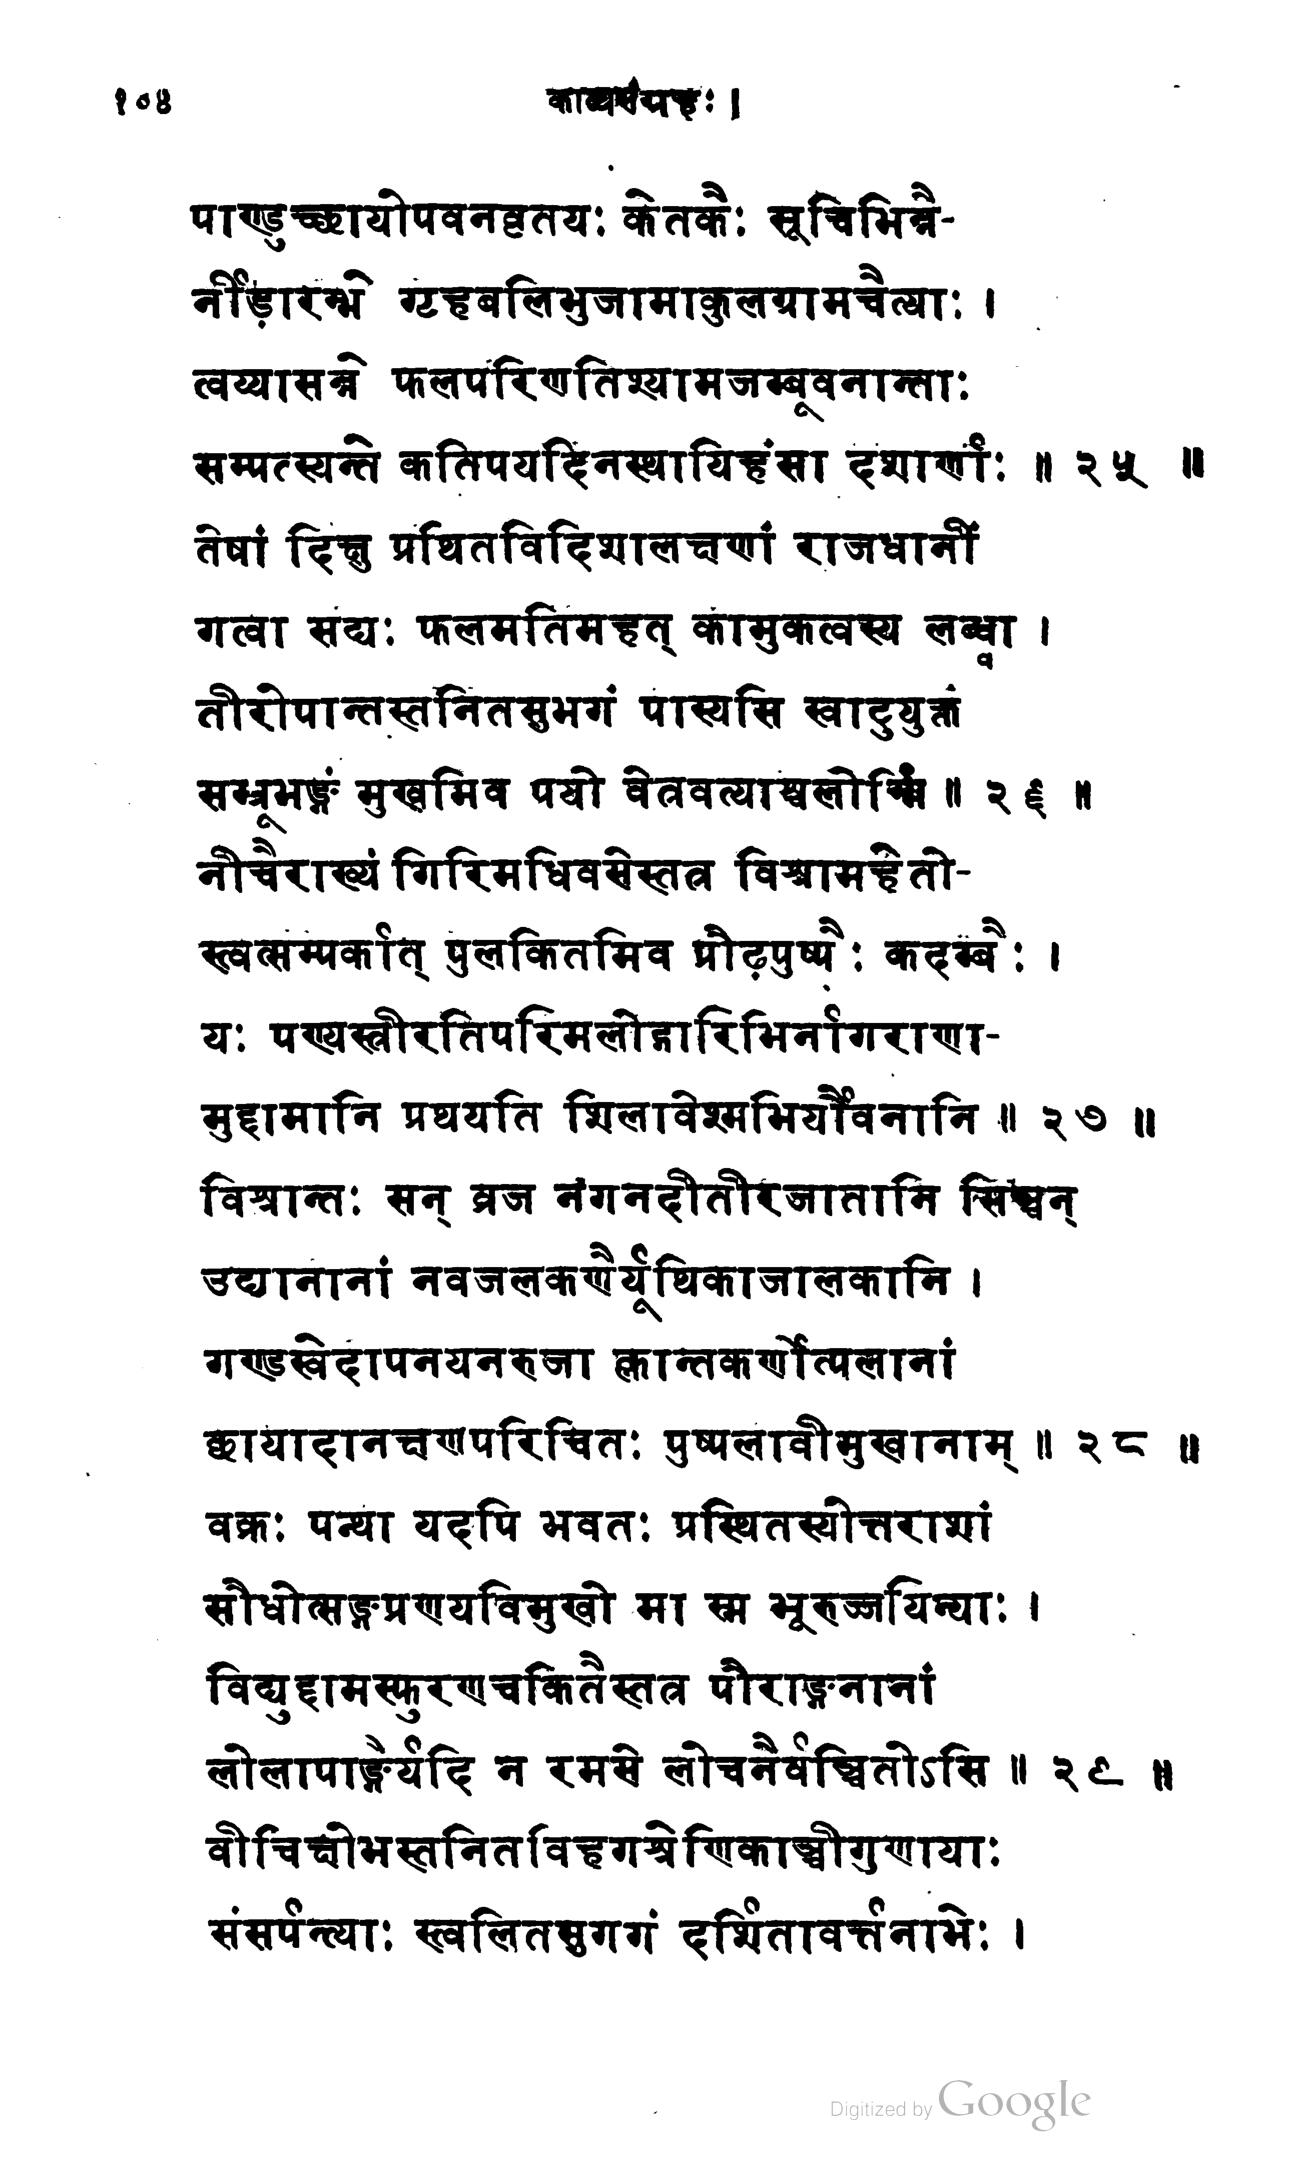 १०४ काव्यसंग्रहः।
पाण्डुच्छायोपवनवृतयः केतकैः सूचिभिन्नै-
र्नीड़ारम्भे गृहबलिभुजामाकुलग्रामचैत्याः ।
त्वय्यासन्ने फलपरिणतिश्यामजम्बूवनान्ताः
सम्पत्स्यन्ते कतिपयदिनस्थायिहंसा दशार्णाः ॥ २५ ॥
तेषां दिक्षु प्रथितविदिशालक्षणां राजधानीं
गत्वा सद्यः फलमतिमहत् कामुकत्वस्य लब्ध्वा ।
तीरोपान्तस्तनितसुभगं पास्यसि स्वादुयुक्तं
सभ्रूभङ्गं मुखमिव पयो वेत्रवत्याश्चलोर्म्मि ॥ २६ ॥
नीचैराख्यं गिरिमधिवसेस्तत्र विश्रामहेतो-
स्त्वत्सम्पर्कात् पुलकितमिव प्रौढ़पुष्पैः कदम्बैः ।
यः पण्यस्त्रीरतिपरिमलोद्गारिभिर्नागराणा-
मुद्दामानि प्रथयति शिलावेश्मभिर्यौवनानि ॥ २७ ॥
विश्रान्तः सन् व्रज नगनदीतीरजातानि सिञ्चन्
उद्यानानां नवजलकणैर्यूथिकाजालकानि ।
गण्डस्वेदापनयनरुजा क्लान्तकर्णोत्पलानां
छायादानक्षणपरिचितः पुष्पलावीमुखानाम् ॥ २८ ॥
वक्रः पन्था यदपि भवतः प्रस्थितस्योत्तराशां
सौधोत्सङ्गप्रणयविमुखो मा स्म भूरुज्जयिन्याः ।
विद्युद्दामस्फुरणचकितैस्तत्र पौराङ्गनानां
लोलापाङ्गैर्यदि न रमसे लोचनैर्वञ्चितोऽसि ॥ २९ ॥
वीचिक्षोभस्तनितविहगश्रेणिकाञ्चीगुणायाः
संसर्पन्त्याः स्खलितसुगगं दर्शितावर्त्तनाभेः ।
Digitized by Google